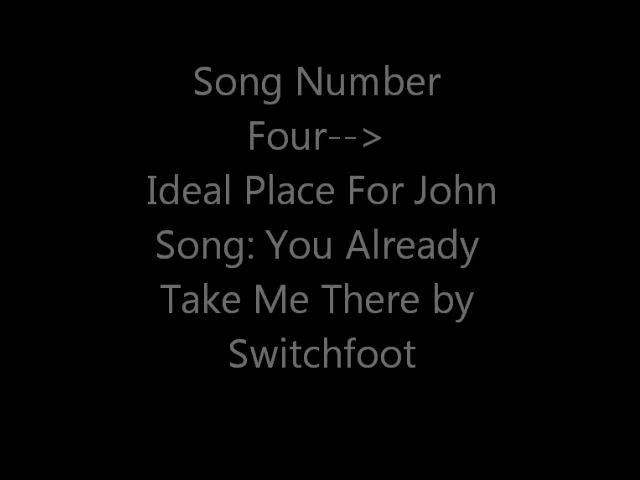 Song Number
Four-->
Ideal Place For John
Song: You Already
Take Me There by
Switchfoot